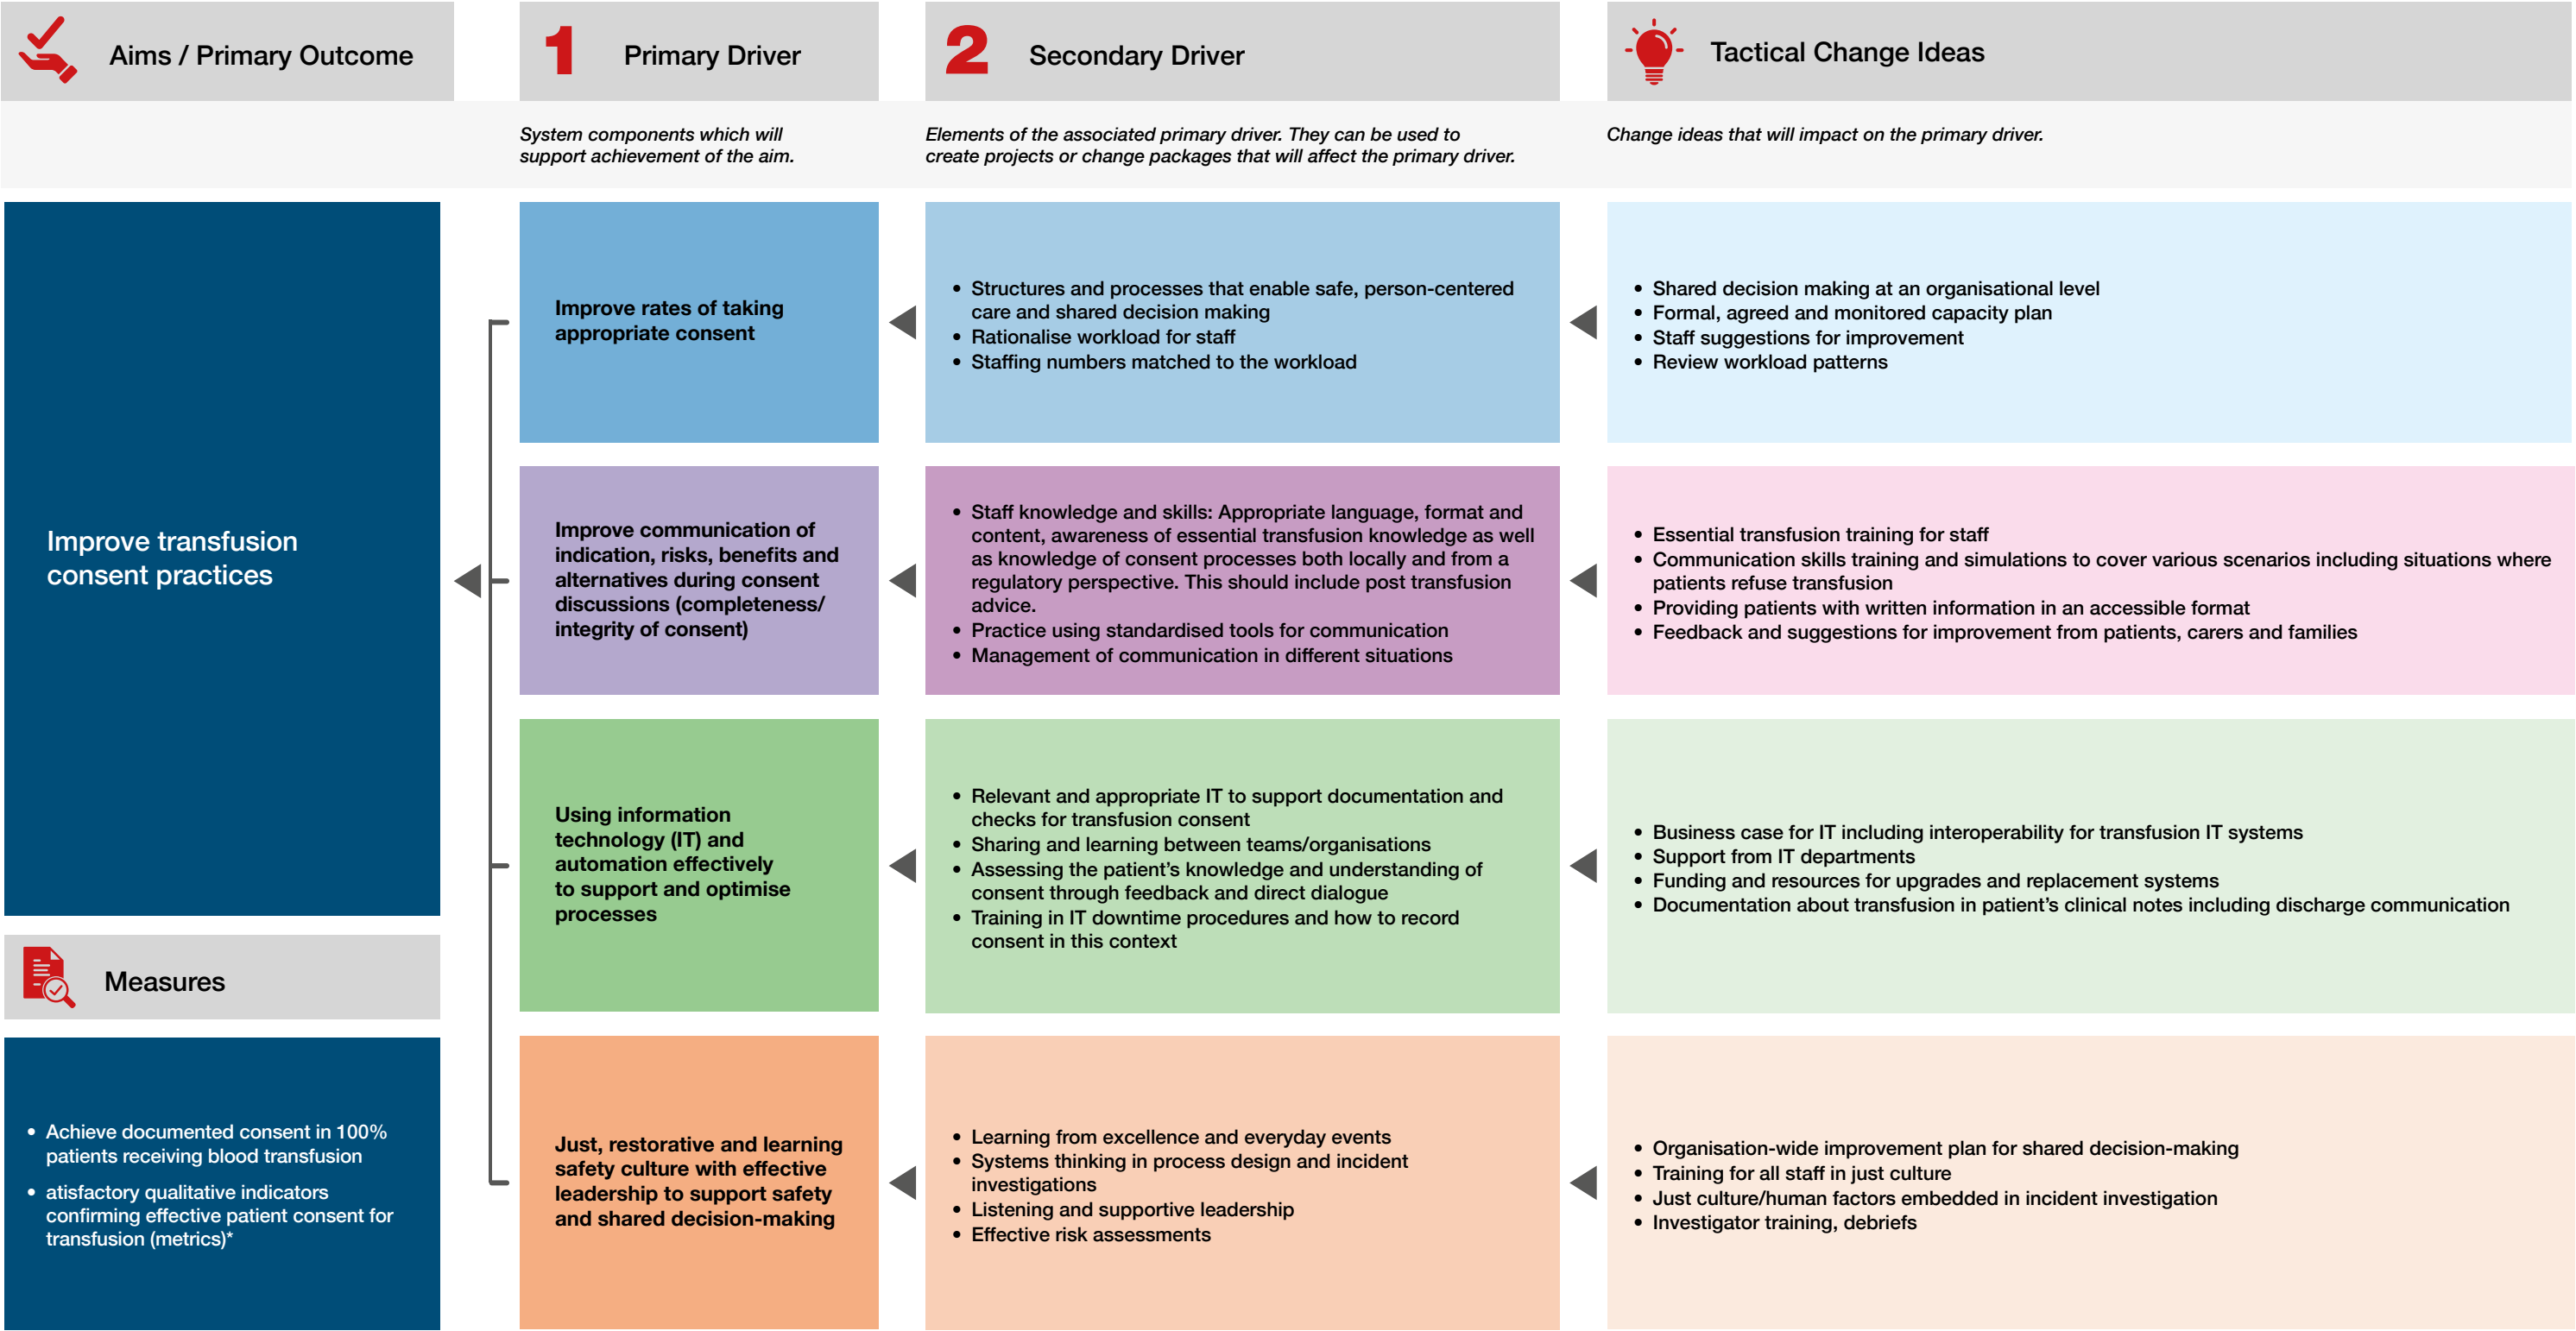 Aims / Primary Outcome
1
Primary Driver
2
Secondary Driver
Tactical Change Ideas
System components which will
support achievement of the aim.
Elements of the associated primary driver. They can be used to
create projects or change packages that will affect the primary driver.
Change ideas that will impact on the primary driver.
Improve transfusion
consent practices
Improve rates of taking
appropriate consent
• Structures and processes that enable safe, person-centered
care and shared decision making
• Rationalise workload for staff
• Staffing numbers matched to the workload
• Shared decision making at an organisational level
• Formal, agreed and monitored capacity plan
• Staff suggestions for improvement
• Review workload patterns
Improve communication of
indication, risks, benefits and
alternatives during consent
discussions (completeness/
integrity of consent)
• Staff knowledge and skills: Appropriate language, format and
content, awareness of essential transfusion knowledge as well
as knowledge of consent processes both locally and from a
regulatory perspective. This should include post transfusion
advice.
• Practice using standardised tools for communication
• Management of communication in different situations
• Essential transfusion training for staff
• Communication skills training and simulations to cover various scenarios including situations where
patients refuse transfusion
• Providing patients with written information in an accessible format
• Feedback and suggestions for improvement from patients, carers and families
Using information
technology (IT) and
automation effectively
to support and optimise
processes
• Relevant and appropriate IT to support documentation and
checks for transfusion consent
• Sharing and learning between teams/organisations
• Assessing the patient’s knowledge and understanding of
consent through feedback and direct dialogue
• Training in IT downtime procedures and how to record
consent in this context
• Business case for IT including interoperability for transfusion IT systems
• Support from IT departments
• Funding and resources for upgrades and replacement systems
• Documentation about transfusion in patient’s clinical notes including discharge communication
Measures
• Achieve documented consent in 100%
patients receiving blood transfusion
• atisfactory qualitative indicators
confirming effective patient consent for
transfusion (metrics)*
Just, restorative and learning
safety culture with effective
leadership to support safety
and shared decision-making
• Learning from excellence and everyday events
• Systems thinking in process design and incident
investigations
• Listening and supportive leadership
• Effective risk assessments
• Organisation-wide improvement plan for shared decision-making
• Training for all staff in just culture
• Just culture/human factors embedded in incident investigation
• Investigator training, debriefs